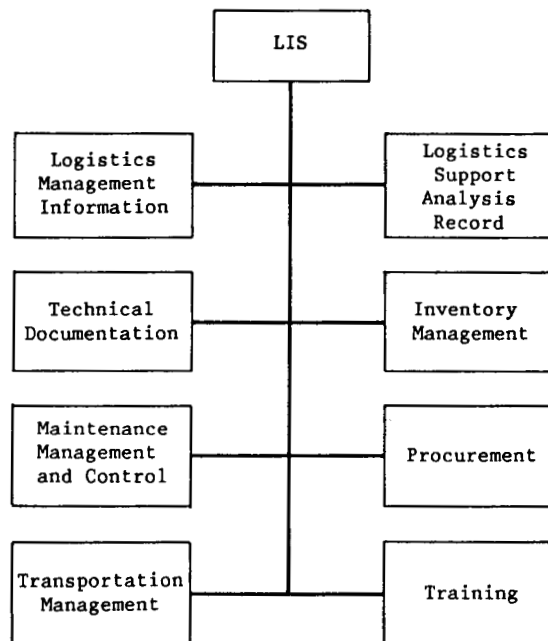 LIS
Logistics
Management
Information
Logistics
Support
Analysis
Record
Technical
Documentation
Inventory
Management
Maintenance
Management
and Control
Procurement
Transportation
Management
Training